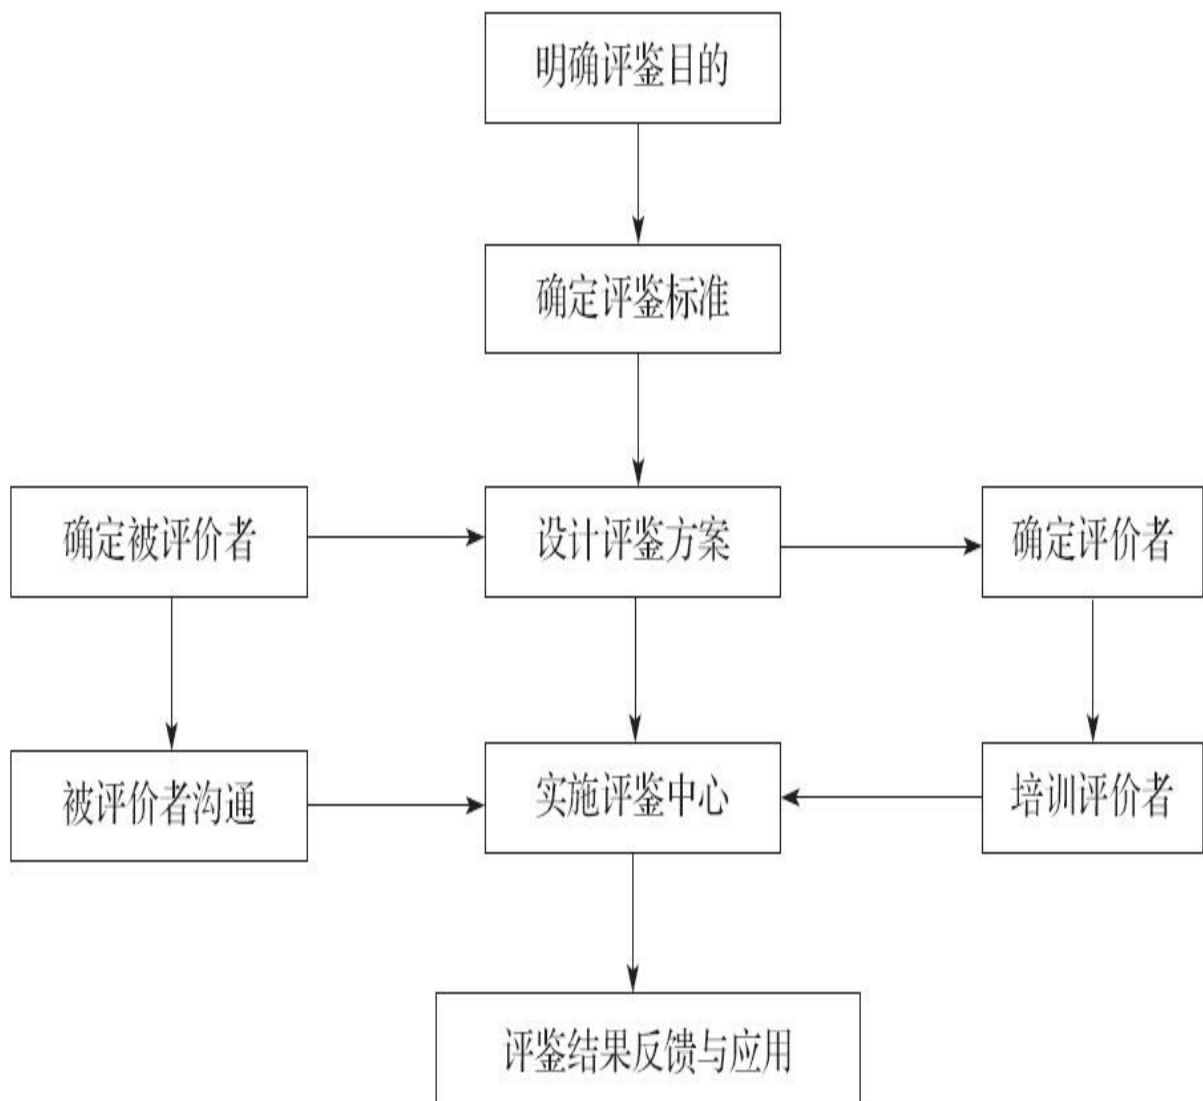 明确评鉴目的
确定评鉴标准
确定被评价者
设计评鉴方案
确定评价者
被评价者沟通
实施评鉴中心
培训评价者
评鉴结果反馈与应用